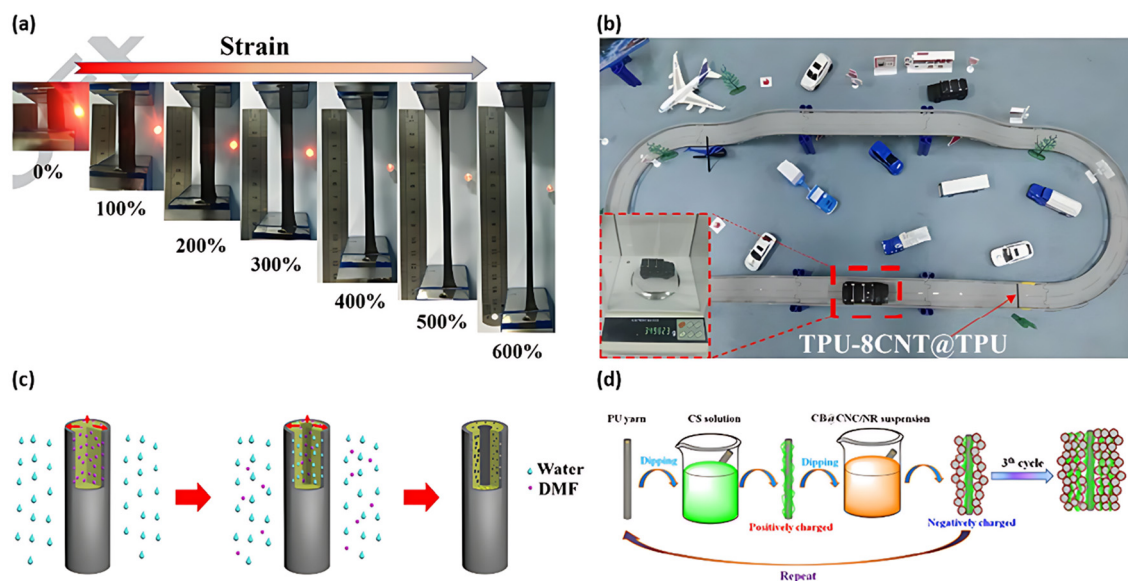 (a)
Strain
0%
100%
200%
300%
400%
500%
600%
(b)
TPU-8CNT@TPU
(c)
Water
DMF
(d)
PU yarn
CS solution
CB@CNC/NR suspension
Dipping
Dipping
3th cycle
Positively charged
Negatively charged
Repeat